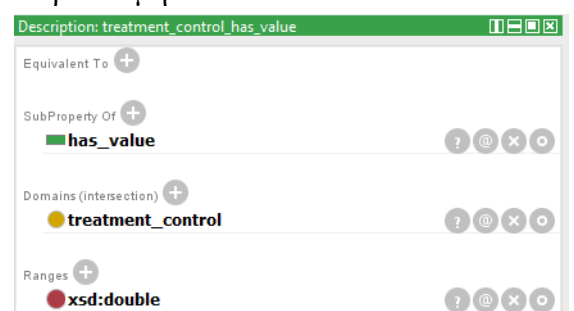 Description: treatment_control_has_value
Equivalent To
SubProperty Of
has_value
? @
Domains (intersection)
treatment_control
? @
Ranges
xsd:double
? @